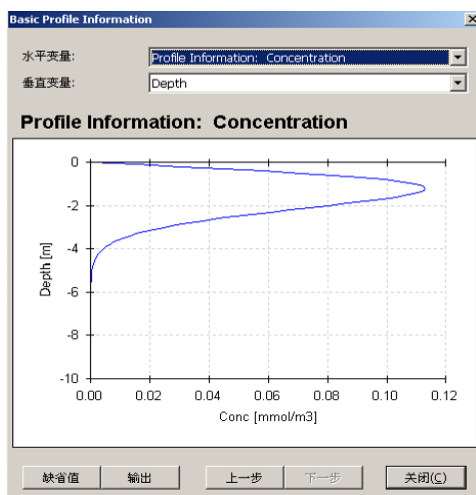 Basic Profile Information
水平变量: Profile Information: Concentration
垂直变量: Depth
Profile Information: Concentration
0
-2
-4
-6
-8
-10
Depth [m]
0.00 0.02 0.04 0.06 0.08 0.10 0.12
Conc [mmol/m3]
缺省值 输出 上一步 下一步 关闭(C)